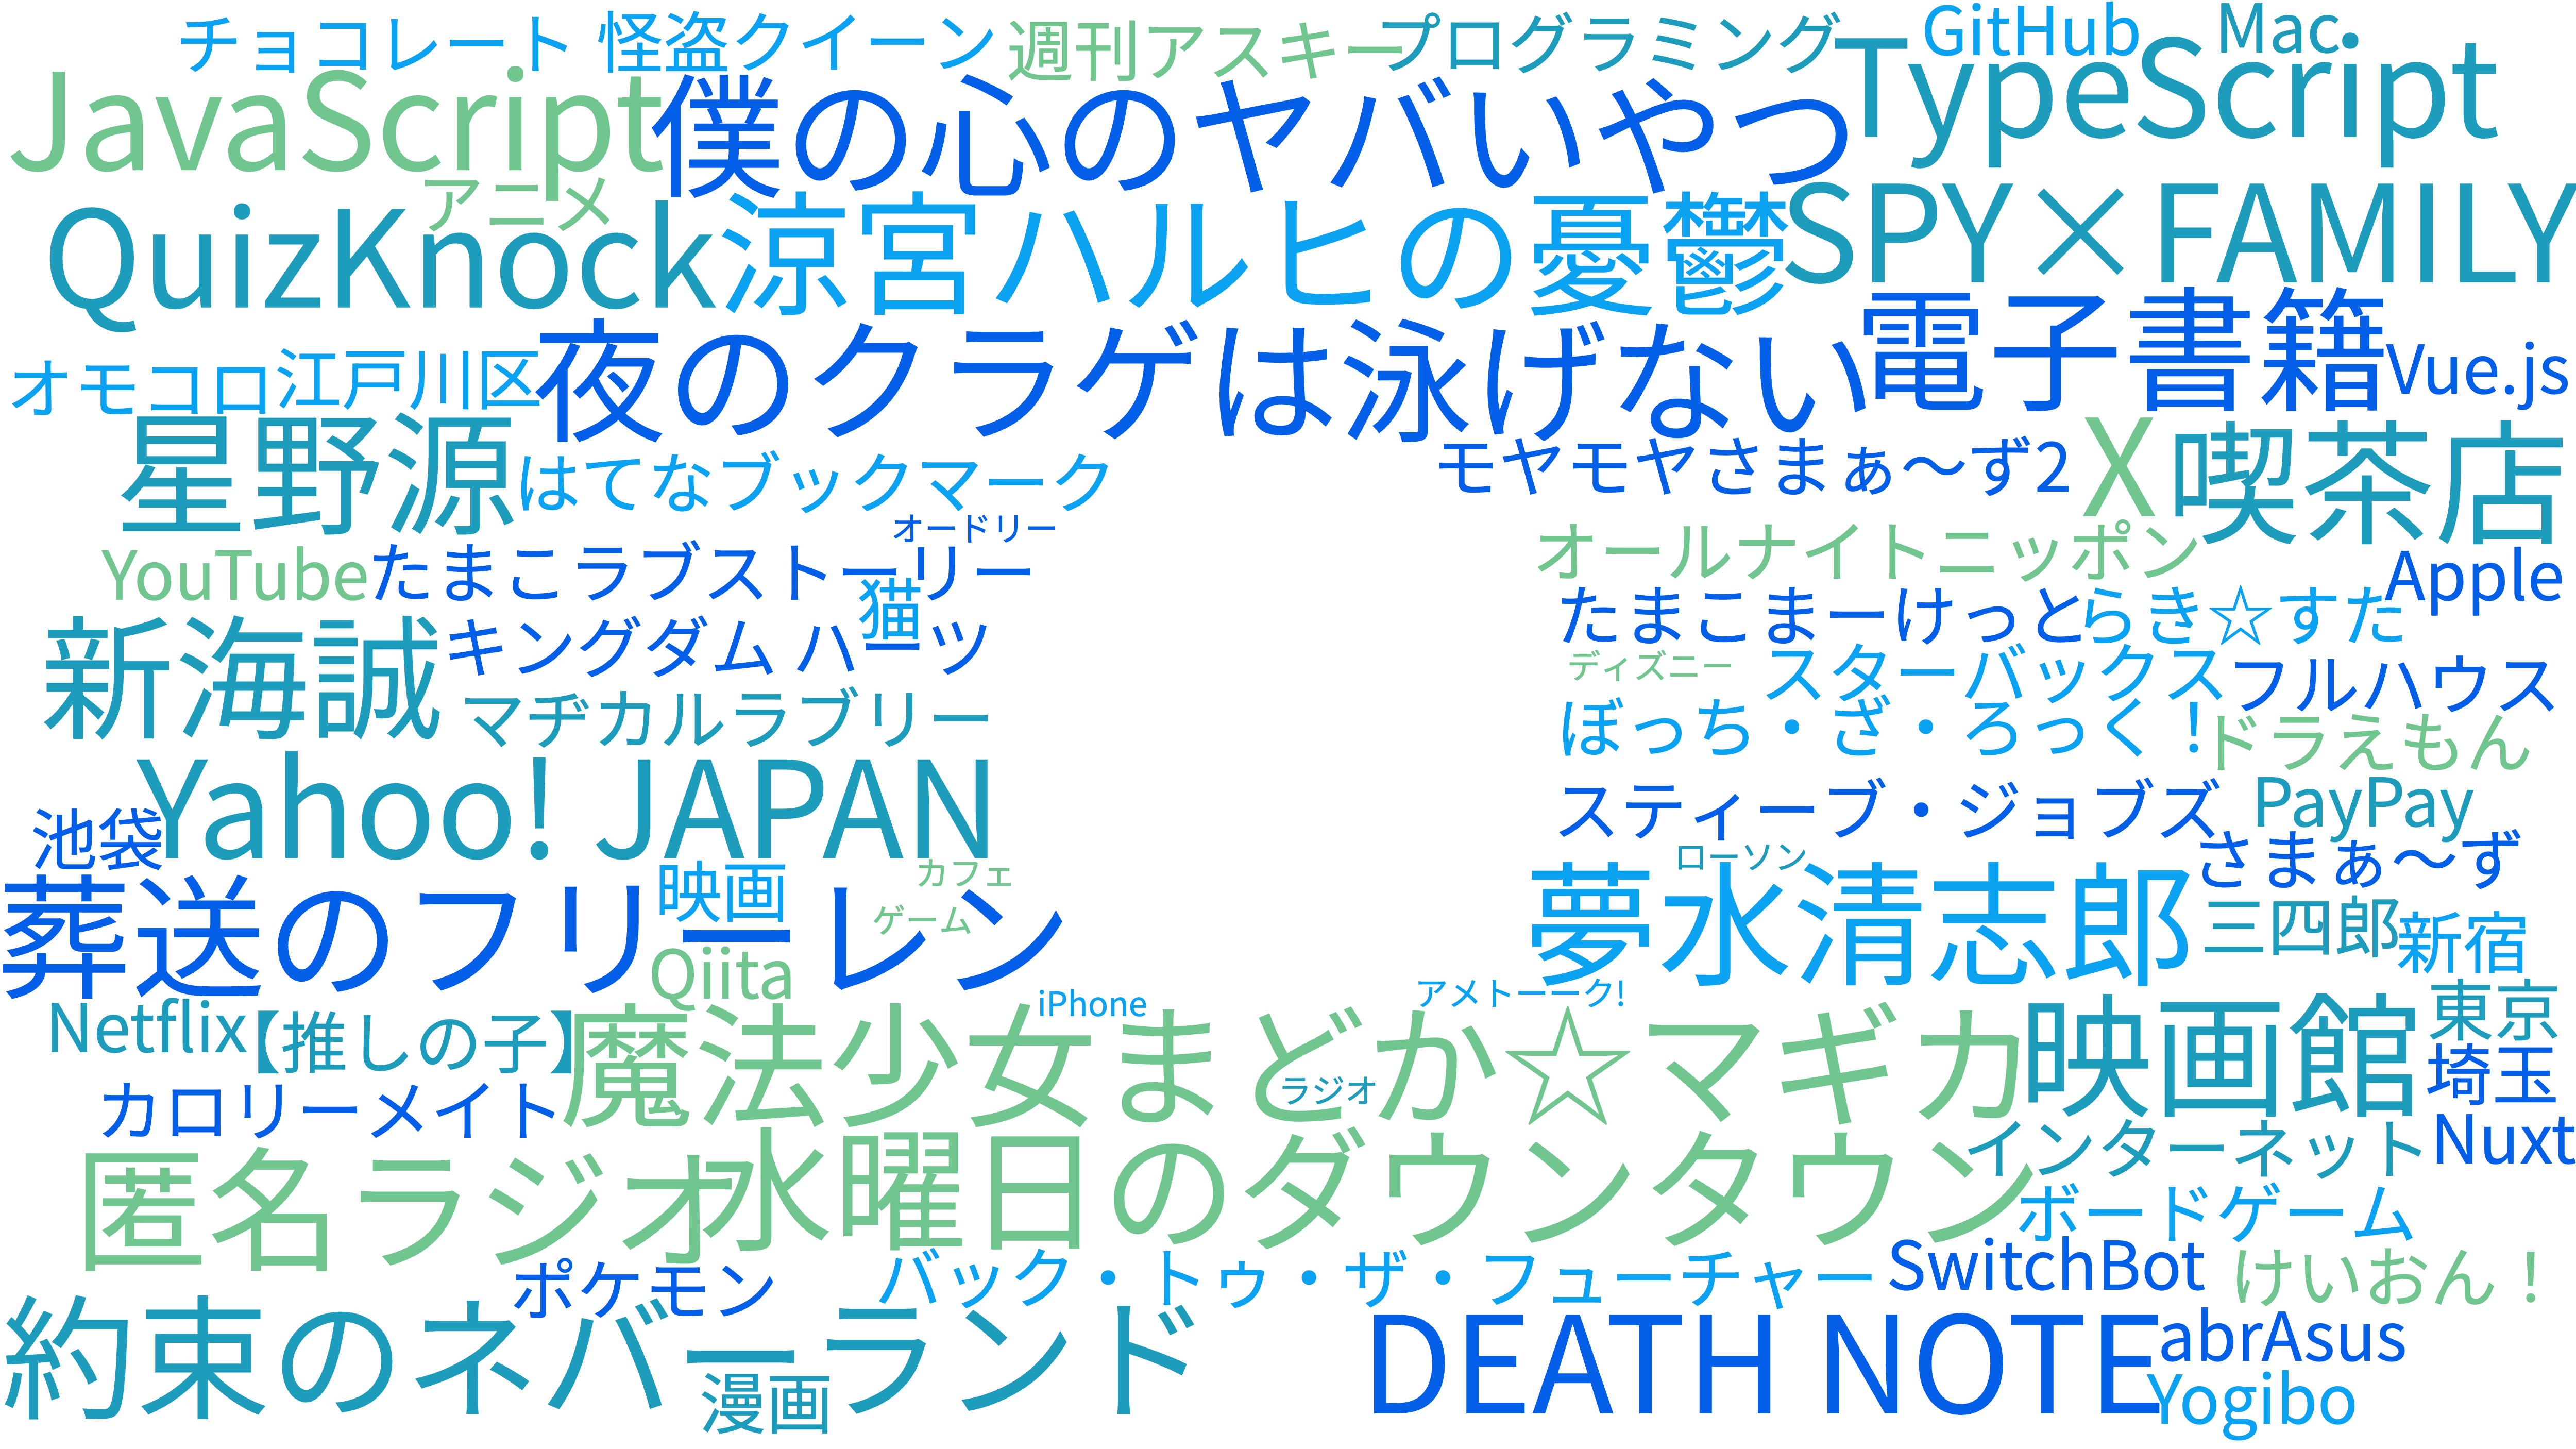 チョコレート
怪盗クイーン
週刊アスキー
プログラミング
GitHub
Mac
JavaScript
僕の心のヤバいやつ
TypeScript
アニメ
QuizKnock
涼宮ハルヒの憂鬱
SPY×FAMILY
オモコロ
江戸川区
夜のクラゲは泳げない
電子書籍
Vue.js
星野源
はてなブックマーク
モヤモヤさまぁ～ず2
X
喫茶店
オードリー
YouTube
たまこラブストーリー
オールナイトニッポン
Apple
猫
たまこまーけっと
らき☆すた
新海誠
キングダム ハーツ
ディズニー
スターバックス
フルハウス
マヂカルラブリー
ぼっち・ざ・ろっく！
ドラえもん
Yahoo! JAPAN
スティーブ・ジョブズ
PayPay
池袋
ローソン
さまぁ～ず
葬送のフリーレン
映画
カフェ
ゲーム
夢水清志郎
三四郎
新宿
Qiita
iPhone
アメトーーク!
東京
Netflix
【推しの子】
魔法少女まどか☆マギカ
映画館
埼玉
ラジオ
カロリーメイト
インターネット
Nuxt
匿名ラジオ
水曜日のダウンタウン
ボードゲーム
ポケモン
バック・トゥ・ザ・フューチャー
SwitchBot
けいおん！
約束のネバーランド
DEATH NOTE
abrAsus
漫画
Yogibo